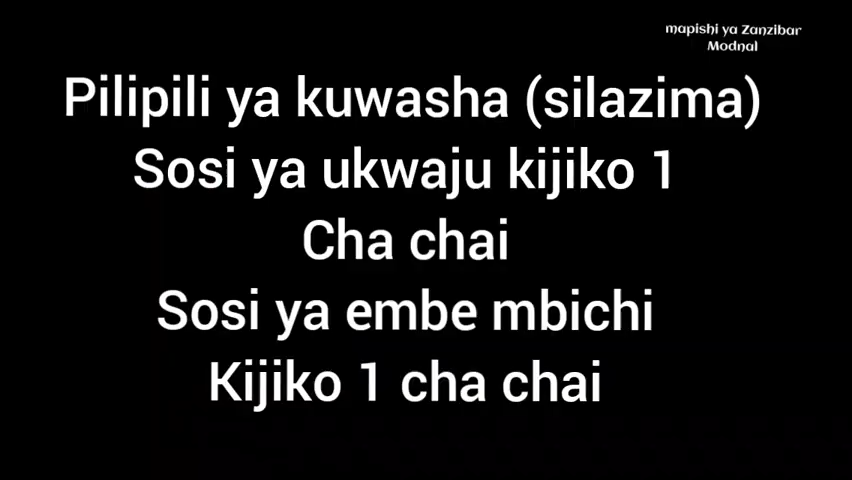 mapishi ya Zanzibar
Modnal
Pilipili ya kuwasha (silazima)
Sosi ya ukwaju kijiko 1
Cha chai
Sosi ya embe mbichi
Kijiko 1 cha chai